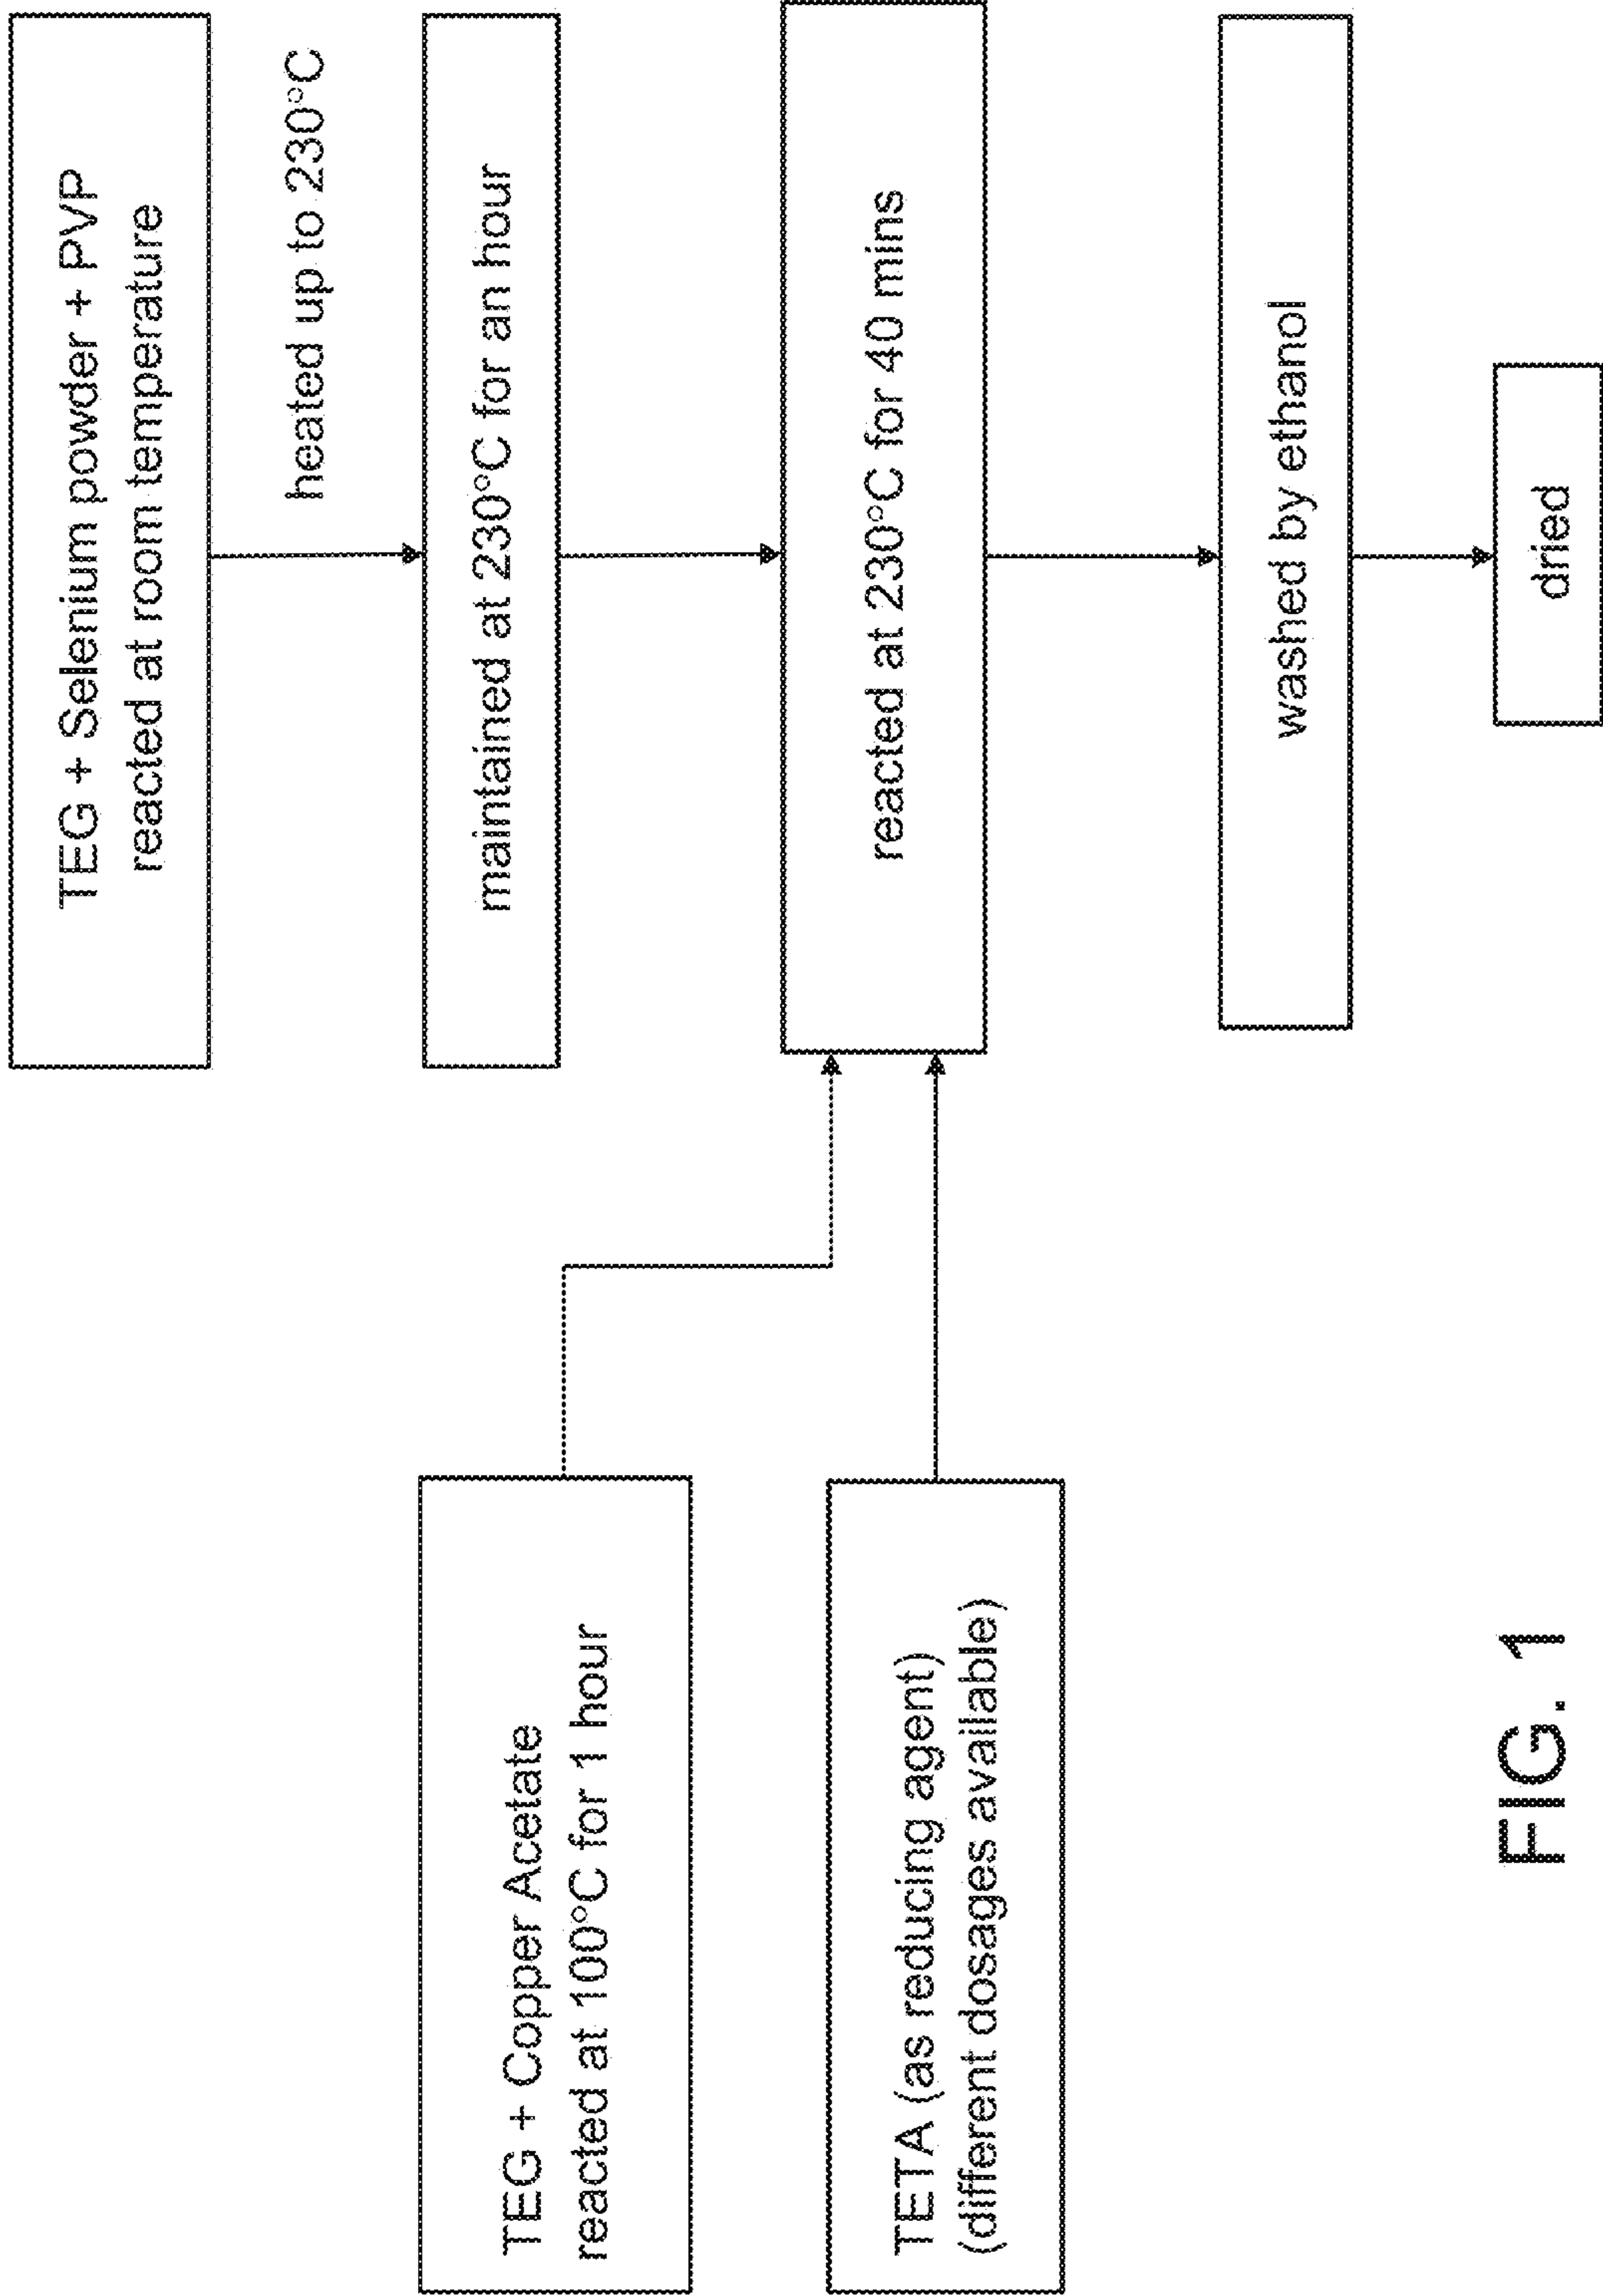 TEG + Selenium powder + PVP
reacted at room temperature
heated up to 230°C
maintained at 230°C for an hour
TEG + Copper Acetate
reacted at 100°C for 1 hour
TETA (as reducing agent)
(different dosages available)
reacted at 230°C for 40 mins
washed by ethanol
dried
FIG. 1